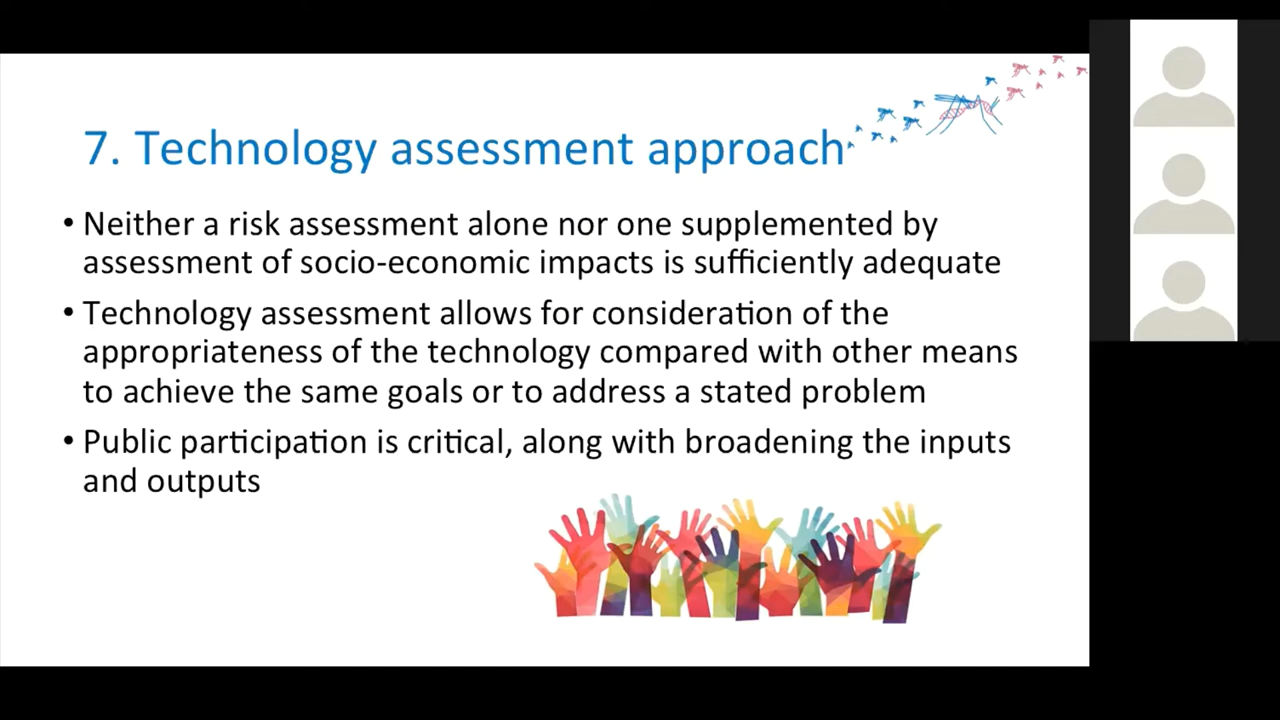 7. Technology assessment approach
• Neither a risk assessment alone nor one supplemented by
assessment of socio-economic impacts is sufficiently adequate
• Technology assessment allows for consideration of the
appropriateness of the technology compared with other means
to achieve the same goals or to address a stated problem
• Public participation is critical, along with broadening the inputs
and outputs